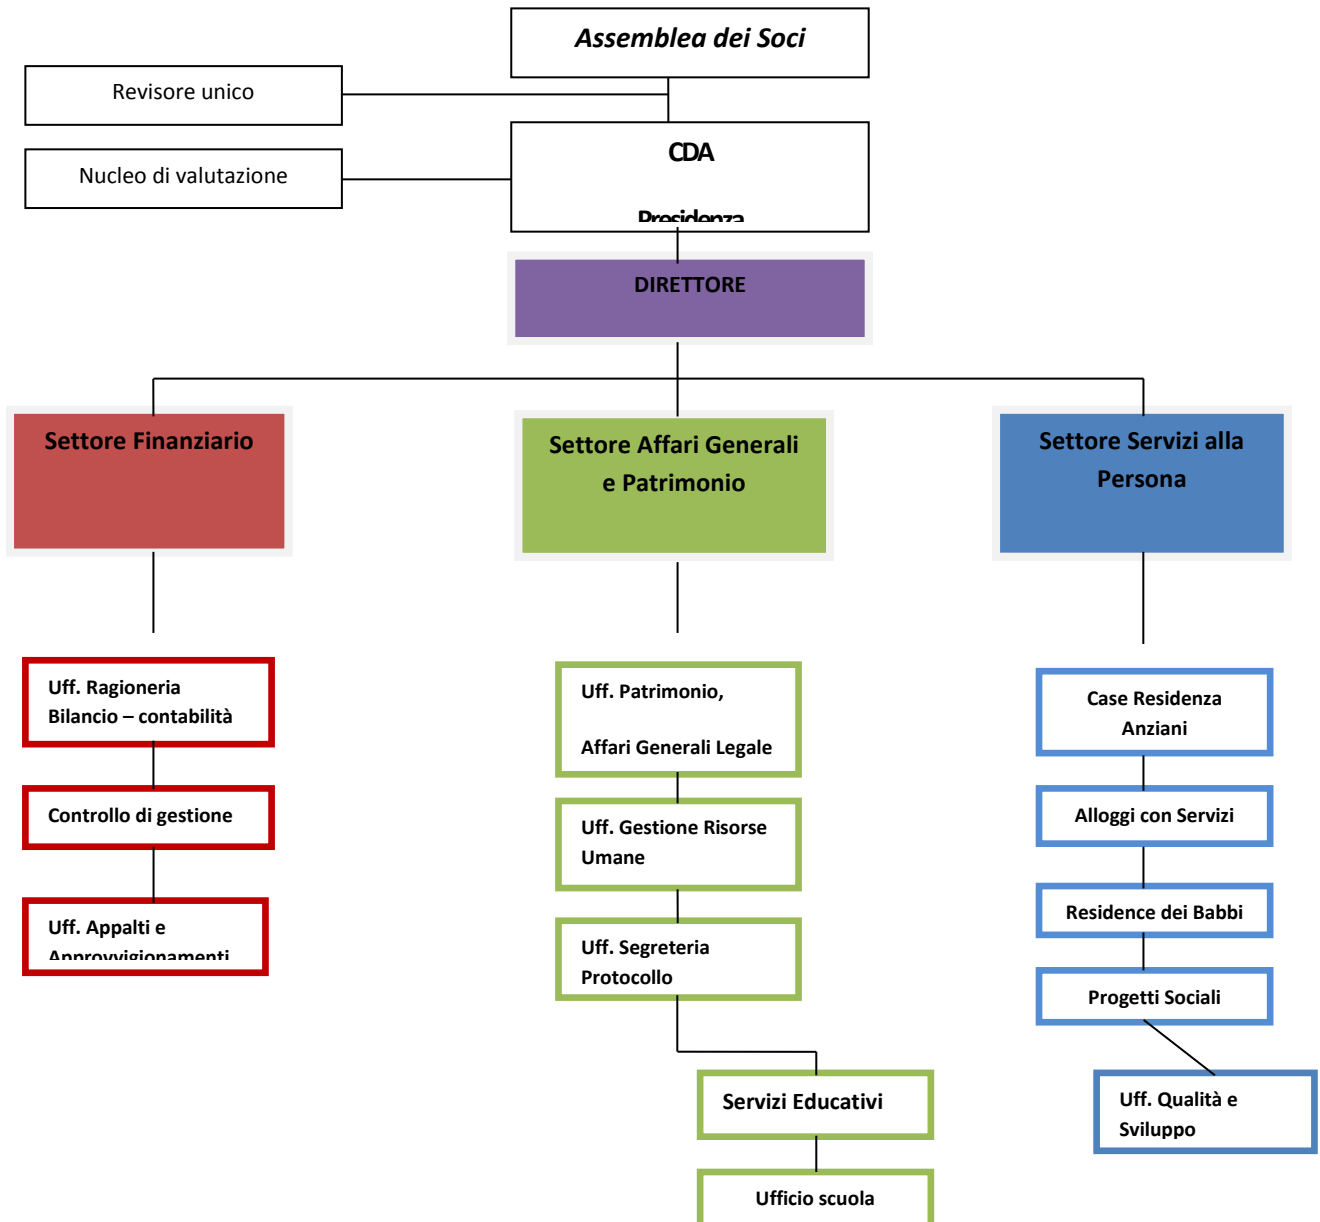 Assemblea dei Soci
Revisore unico
CDA
Nucleo di valutazione
Presidenza
DIRETTORE
Settore Finanziario
Settore Affari Generali
e Patrimonio
Settore Servizi alla
Persona
Uff. Ragioneria
Bilancio – contabilità
Controllo di gestione
Uff. Appalti e
Approvvigionamenti
Uff. Patrimonio,
Affari Generali Legale
Uff. Gestione Risorse
Umane
Uff. Segreteria
Protocollo
Servizi Educativi
Ufficio scuola
Case Residenza
Anziani
Alloggi con Servizi
Residence dei Babbi
Progetti Sociali
Uff. Qualità e
Sviluppo